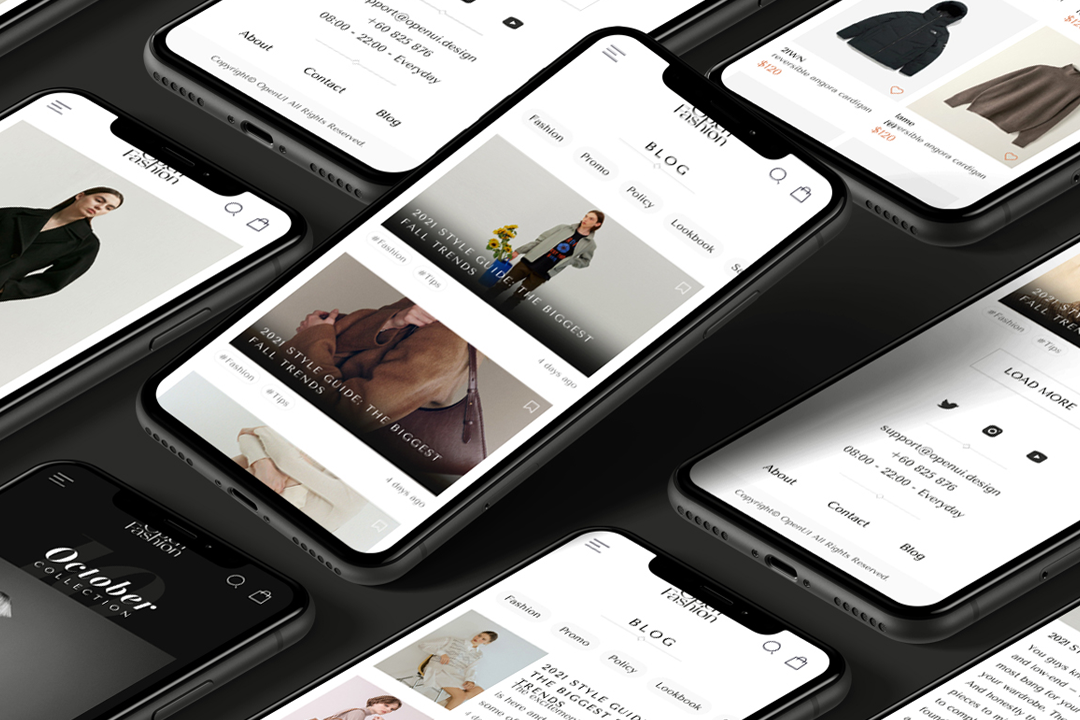 support@openui.design
+60 825 876
08:00 - 22:00 - Everyday
About
Contact
Blog
Copyright© OpenUI All Rights Reserved.
2IWN
reversible angora cardigan
$120
lame
reversible angora cardigan
$120
Fashion
Open
Fashion
BLOG
Fashion
Promo
Policy
Lookbook
2021 STYLE GUIDE: THE BIGGEST
FALL TRENDS
#Fashion
#Tips
4 days ago
2021 STYLE GUIDE: THE BIGGEST
FALL TRENDS
#Fashion
#Tips
4 days ago
#Fashion
#Tips
LOAD MORE
support@openui.design
+60 825 876
08:00 - 22:00 - Everyday
About
Contact
Blog
Copyright© OpenUI All Rights Reserved.
Fashion
10
October
COLLECTION
Fashion
BLOG
Fashion
Promo
Policy
Lookbook
2021 STYLE GUIDE:
THE BIGGEST
TRENDS
The excitement
is here and
some of
You guys
and low-end –
most bang for your
your wardrobe. The
And honestly, the
pieces to
to